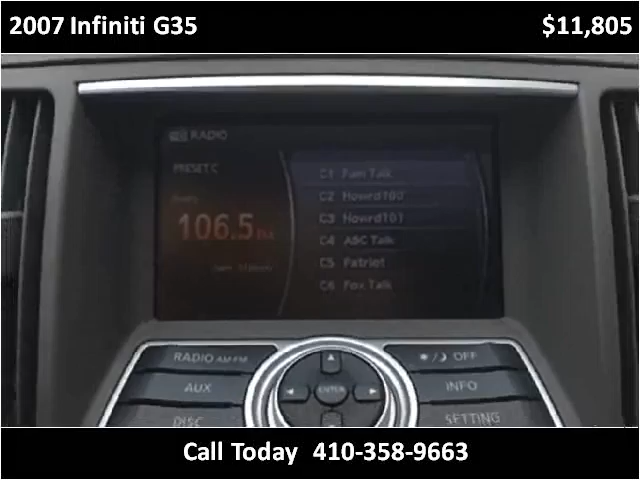 2007 Infiniti G35
$11,805
RADIO
PRESET C
106.5
C1 Fam Talk
C2 Howrd100
C3 Howrd101
C4 ABC Talk
C5 Patriot
C6 Fox Talk
RADIO AM·FM
OFF
AUX
ENTER
INFO
DISC
SETTING
Call Today 410-358-9663